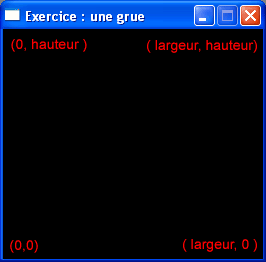 Exercice : une grue
(0, hauteur )
( largeur, hauteur)
(0,0)
( largeur, 0 )